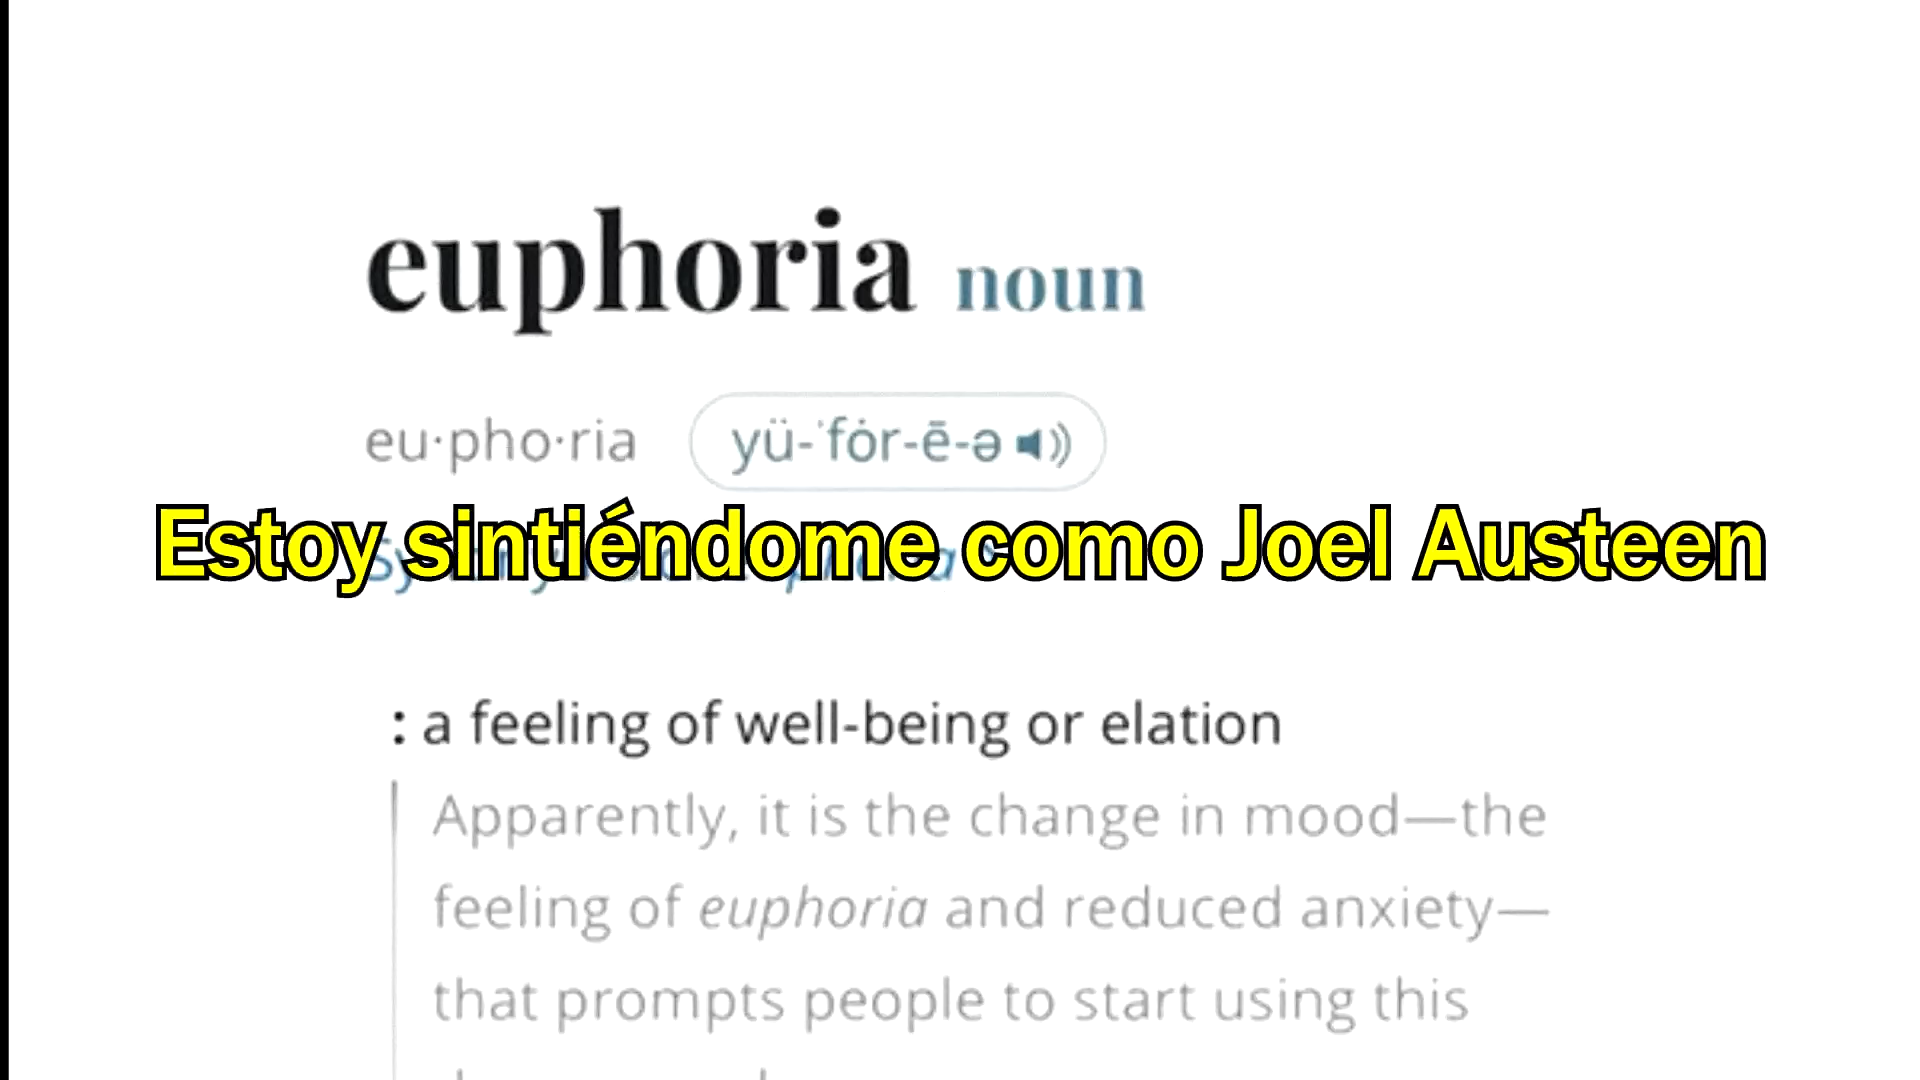 euphoria noun
eu·pho·ria yü-ˈfȯr-ē-ə
Estoy sintiéndome como Joel Austeen
: a feeling of well-being or elation
Apparently, it is the change in mood—the
feeling of euphoria and reduced anxiety—
that prompts people to start using this